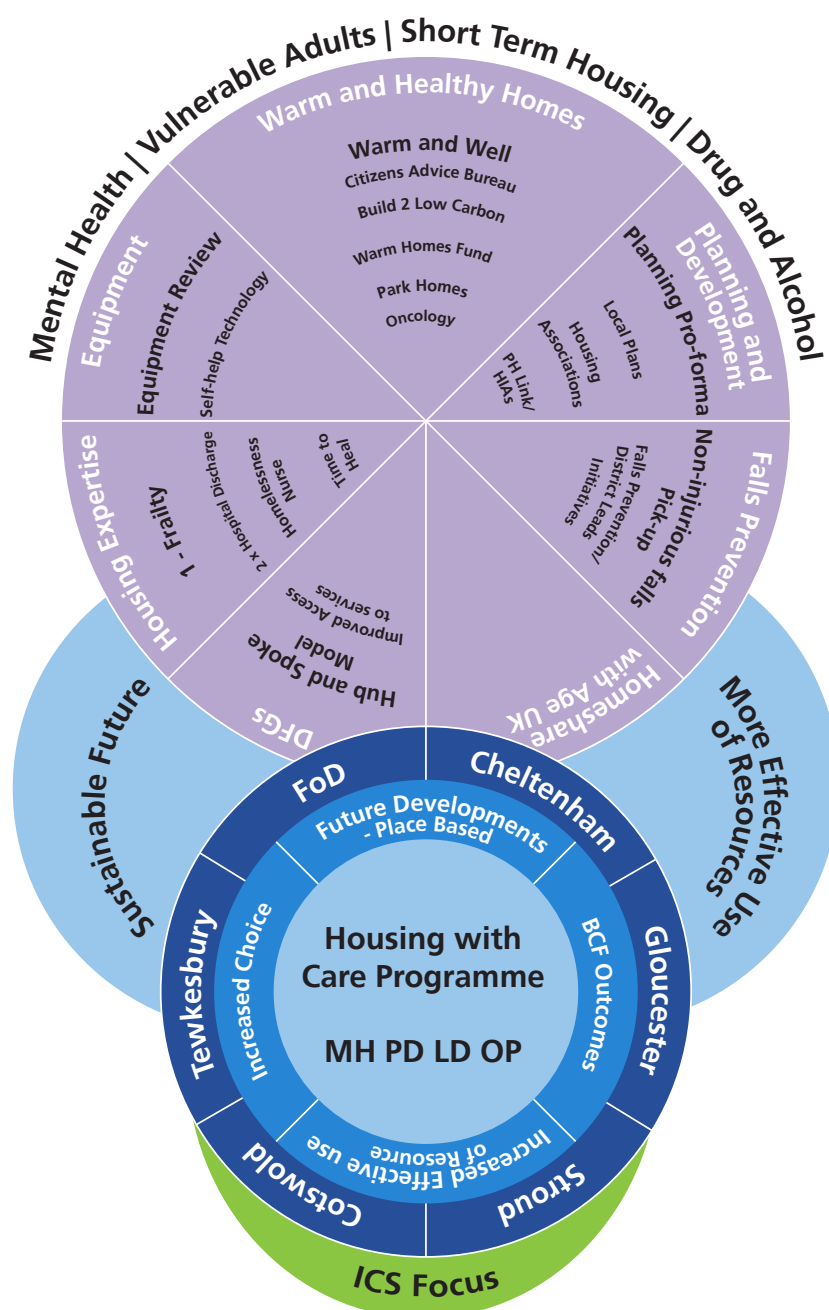 Mental Health | Vulnerable Adults | Short Term Housing | Drug and Alcohol
Warm and Healthy Homes
Warm and Well
Citizens Advice Bureau
Build 2 Low Carbon
Warm Homes Fund
Park Homes
Oncology
Planning and
Development
Planning Pro-forma
Local Plans
Housing
Associations
PH Link/
HIAs
Falls Prevention
Non-injurious falls
Pick-up
Falls Prevention/
District Leads
Initiatives
Homeshare
with Age UK
DFGs
Hub and Spoke
Model
Improved Access
to services
Housing Expertise
1 - Frailty
2 x Hospital Discharge
Homelessness
Nurse
Time to
Heal
Equipment
Equipment Review
Self-help Technology
Sustainable Future
More Effective Use
of Resources
FoD
Cheltenham
Gloucester
Stroud
Cotswold
Tewkesbury
Future Developments
- Place Based
BCF Outcomes
Increased Effective use
of Resource
Increased Choice
Housing with
Care Programme
MH PD LD OP
ICS Focus